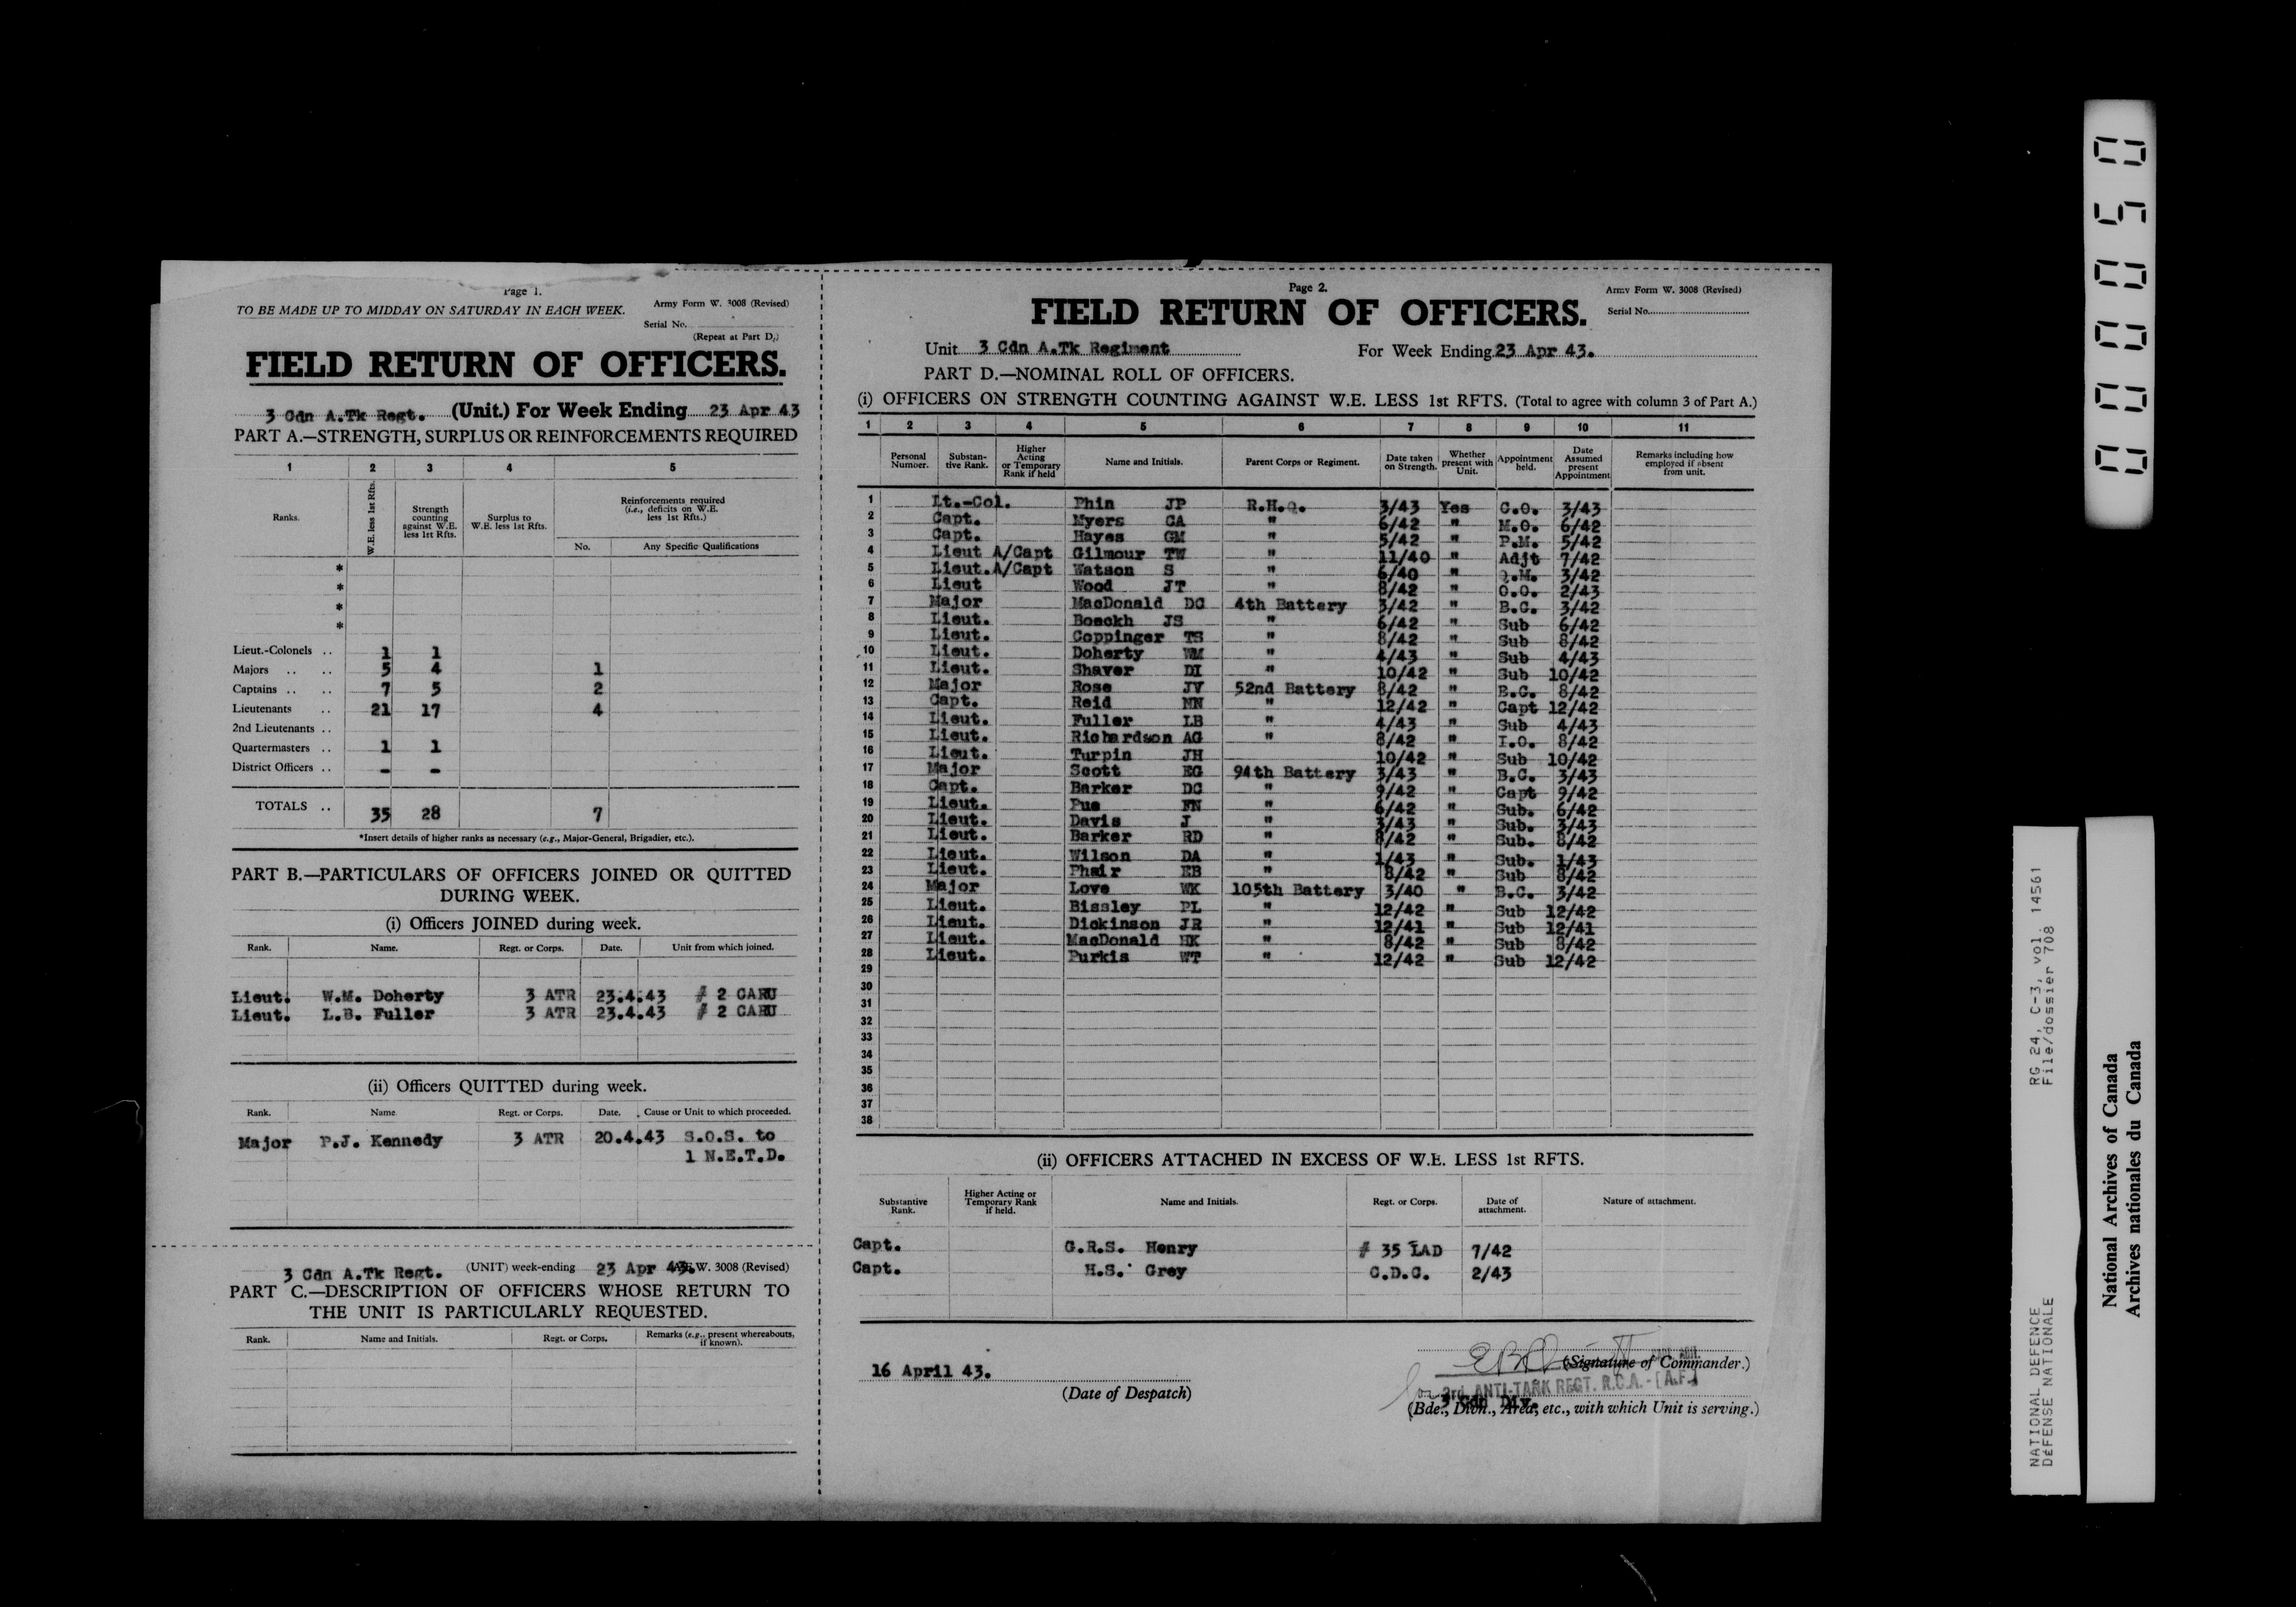 Page 1.
TO BE MADE UP TO MIDDAY ON SATURDAY IN EACH WEEK.
Army Form W. 3008 (Revised)
Serial No.
(Repeat at Part D.)
FIELD RETURN OF OFFICERS.
3 Cdn A.Tk Regt. (Unit.) For Week Ending 23 Apr 43
PART A.—STRENGTH, SURPLUS OR REINFORCEMENTS REQUIRED
1 2 3 4 5
Ranks. W.E. less 1st Rfts. Strength counting against W.E. less 1st Rfts. Surplus to W.E. less 1st Rfts. Reinforcements required (i.e., deficits on W.E. less 1st Rfts.)
No. Any Specific Qualifications
*
*
*
*
Lieut.-Colonels .. 1 1
Majors .. .. 5 4 1
Captains .. .. 7 5 2
Lieutenants .. 21 17 4
2nd Lieutenants ..
Quartermasters .. 1 1
District Officers .. - -
TOTALS .. 35 28 7
*Insert details of higher ranks as necessary (e.g., Major-General, Brigadier, etc.).
PART B.—PARTICULARS OF OFFICERS JOINED OR QUITTED
DURING WEEK.
(i) Officers JOINED during week.
Rank. Name. Regt. or Corps. Date. Unit from which joined.
Lieut. W.M. Doherty 3 ATR 23.4.43 # 2 CARU
Lieut. L.B. Fuller 3 ATR 23.4.43 # 2 CARU
(ii) Officers QUITTED during week.
Rank. Name Regt. or Corps. Date. Cause or Unit to which proceeded.
Major P.J. Kennedy 3 ATR 20.4.43 S.O.S. to
1 N.E.T.D.
3 Cdn A.Tk Regt. (UNIT) week-ending 23 Apr 43. W. 3008 (Revised)
PART C.—DESCRIPTION OF OFFICERS WHOSE RETURN TO
THE UNIT IS PARTICULARLY REQUESTED.
Rank. Name and Initials. Regt. or Corps. Remarks (e.g., present whereabouts, if known).
Page 2.
Army Form W. 3008 (Revised)
FIELD RETURN OF OFFICERS.
Serial No.
Unit 3 Cdn A.Tk Regiment For Week Ending 23 Apr 43.
PART D.—NOMINAL ROLL OF OFFICERS.
(i) OFFICERS ON STRENGTH COUNTING AGAINST W.E. LESS 1st RFTS. (Total to agree with column 3 of Part A.)
1 2 3 4 5 6 7 8 9 10 11
Personal Number. Substantive Rank. Higher Acting or Temporary Rank if held Name and Initials. Parent Corps or Regiment. Date taken on Strength. Whether present with Unit. Appointment held. Date Assumed present Appointment Remarks including how employed if absent from unit.
1 Lt.-Col. Phin JP R.H.Q. 3/43 Yes C.O. 3/43
2 Capt. Myers CA " 6/42 " M.O. 6/42
3 Capt. Hayes GM " 5/42 " P.M. 5/42
4 Lieut A/Capt Gilmour TW " 11/40 " Adjt 7/42
5 Lieut. A/Capt Watson S " 6/40 " Q.M. 3/42
6 Lieut Wood JT " 8/42 " O.O. 2/43
7 Major MacDonald DC 4th Battery 3/42 " B.C. 3/42
8 Lieut. Boeckh JS " 6/42 " Sub 6/42
9 Lieut. Coppinger TS " 8/42 " Sub 8/42
10 Lieut. Doherty WM " 4/43 " Sub 4/43
11 Lieut. Shaver DI " 10/42 " Sub 10/42
12 Major Rose JV 52nd Battery 8/42 " B.C. 8/42
13 Capt. Reid NN " 12/42 " Capt 12/42
14 Lieut. Fuller LB " 4/43 " Sub 4/43
15 Lieut. Richardson AG " 8/42 " I.O. 8/42
16 Lieut. Turpin JH 10/42 " Sub 10/42
17 Major Scott EG 94th Battery 3/43 " B.C. 3/43
18 Capt. Barker DC " 9/42 " Capt 9/42
19 Lieut. Pue FN " 6/42 " Sub. 6/42
20 Lieut. Davis J " 3/43 " Sub. 3/43
21 Lieut. Barker RD " 8/42 " Sub. 8/42
22 Lieut. Wilson DA " 1/43 " Sub. 1/43
23 Lieut. Phair EB " 8/42 " Sub 8/42
24 Major Love WK 105th Battery 3/40 " B.C. 3/42
25 Lieut. Bissley PL " 12/42 " Sub 12/42
26 Lieut. Dickinson JR " 12/41 " Sub 12/41
27 Lieut. MacDonald HK " 8/42 " Sub 8/42
28 Lieut. Purkis WT " 12/42 " Sub 12/42
29
30
31
32
33
34
35
36
37
38
(ii) OFFICERS ATTACHED IN EXCESS OF W.E. LESS 1st RFTS.
Substantive Rank. Higher Acting or Temporary Rank if held. Name and Initials. Regt. or Corps. Date of attachment. Nature of attachment.
Capt. G.R.S. Henry # 35 LAD 7/42
Capt. H.S. Grey C.D.C. 2/43
16 April 43.
(Date of Despatch)
(Signature of Commander.)
for 3rd. ANTI-TANK REGT. R.C.A. - [A.F.]
3 Cdn Div.
(Bde., Divn., Area, etc., with which Unit is serving.)
000050
RG 24, C-3, vol. 14561
File/dossier 708
NATIONAL DEFENCE
DÉFENSE NATIONALE
National Archives of Canada
Archives nationales du Canada